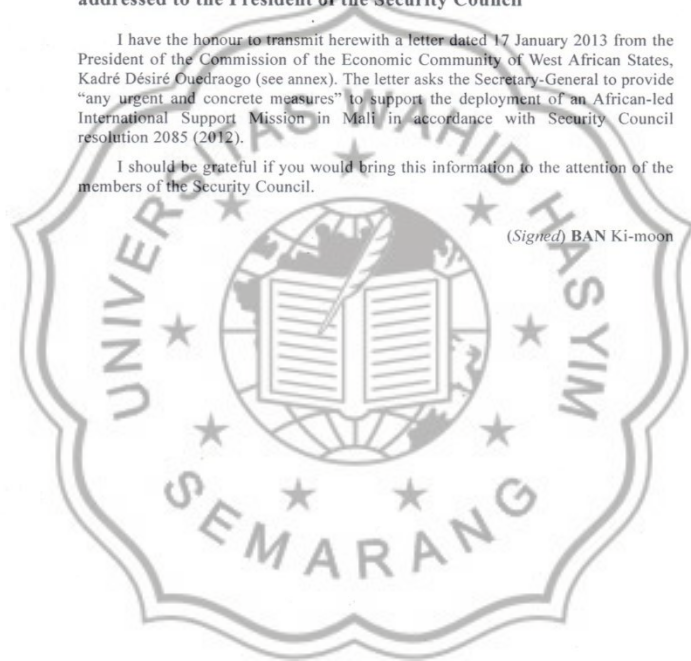 addressed to the President of the Security Council
I have the honour to transmit herewith a letter dated 17 January 2013 from the
President of the Commission of the Economic Community of West African States,
Kadré Désiré Ouedraogo (see annex). The letter asks the Secretary-General to provide
“any urgent and concrete measures” to support the deployment of an African-led
International Support Mission in Mali in accordance with Security Council
resolution 2085 (2012).
I should be grateful if you would bring this information to the attention of the
members of the Security Council.
(Signed) BAN Ki-moon
UNIVERSITAS WAHID HASYIM
SEMARANG